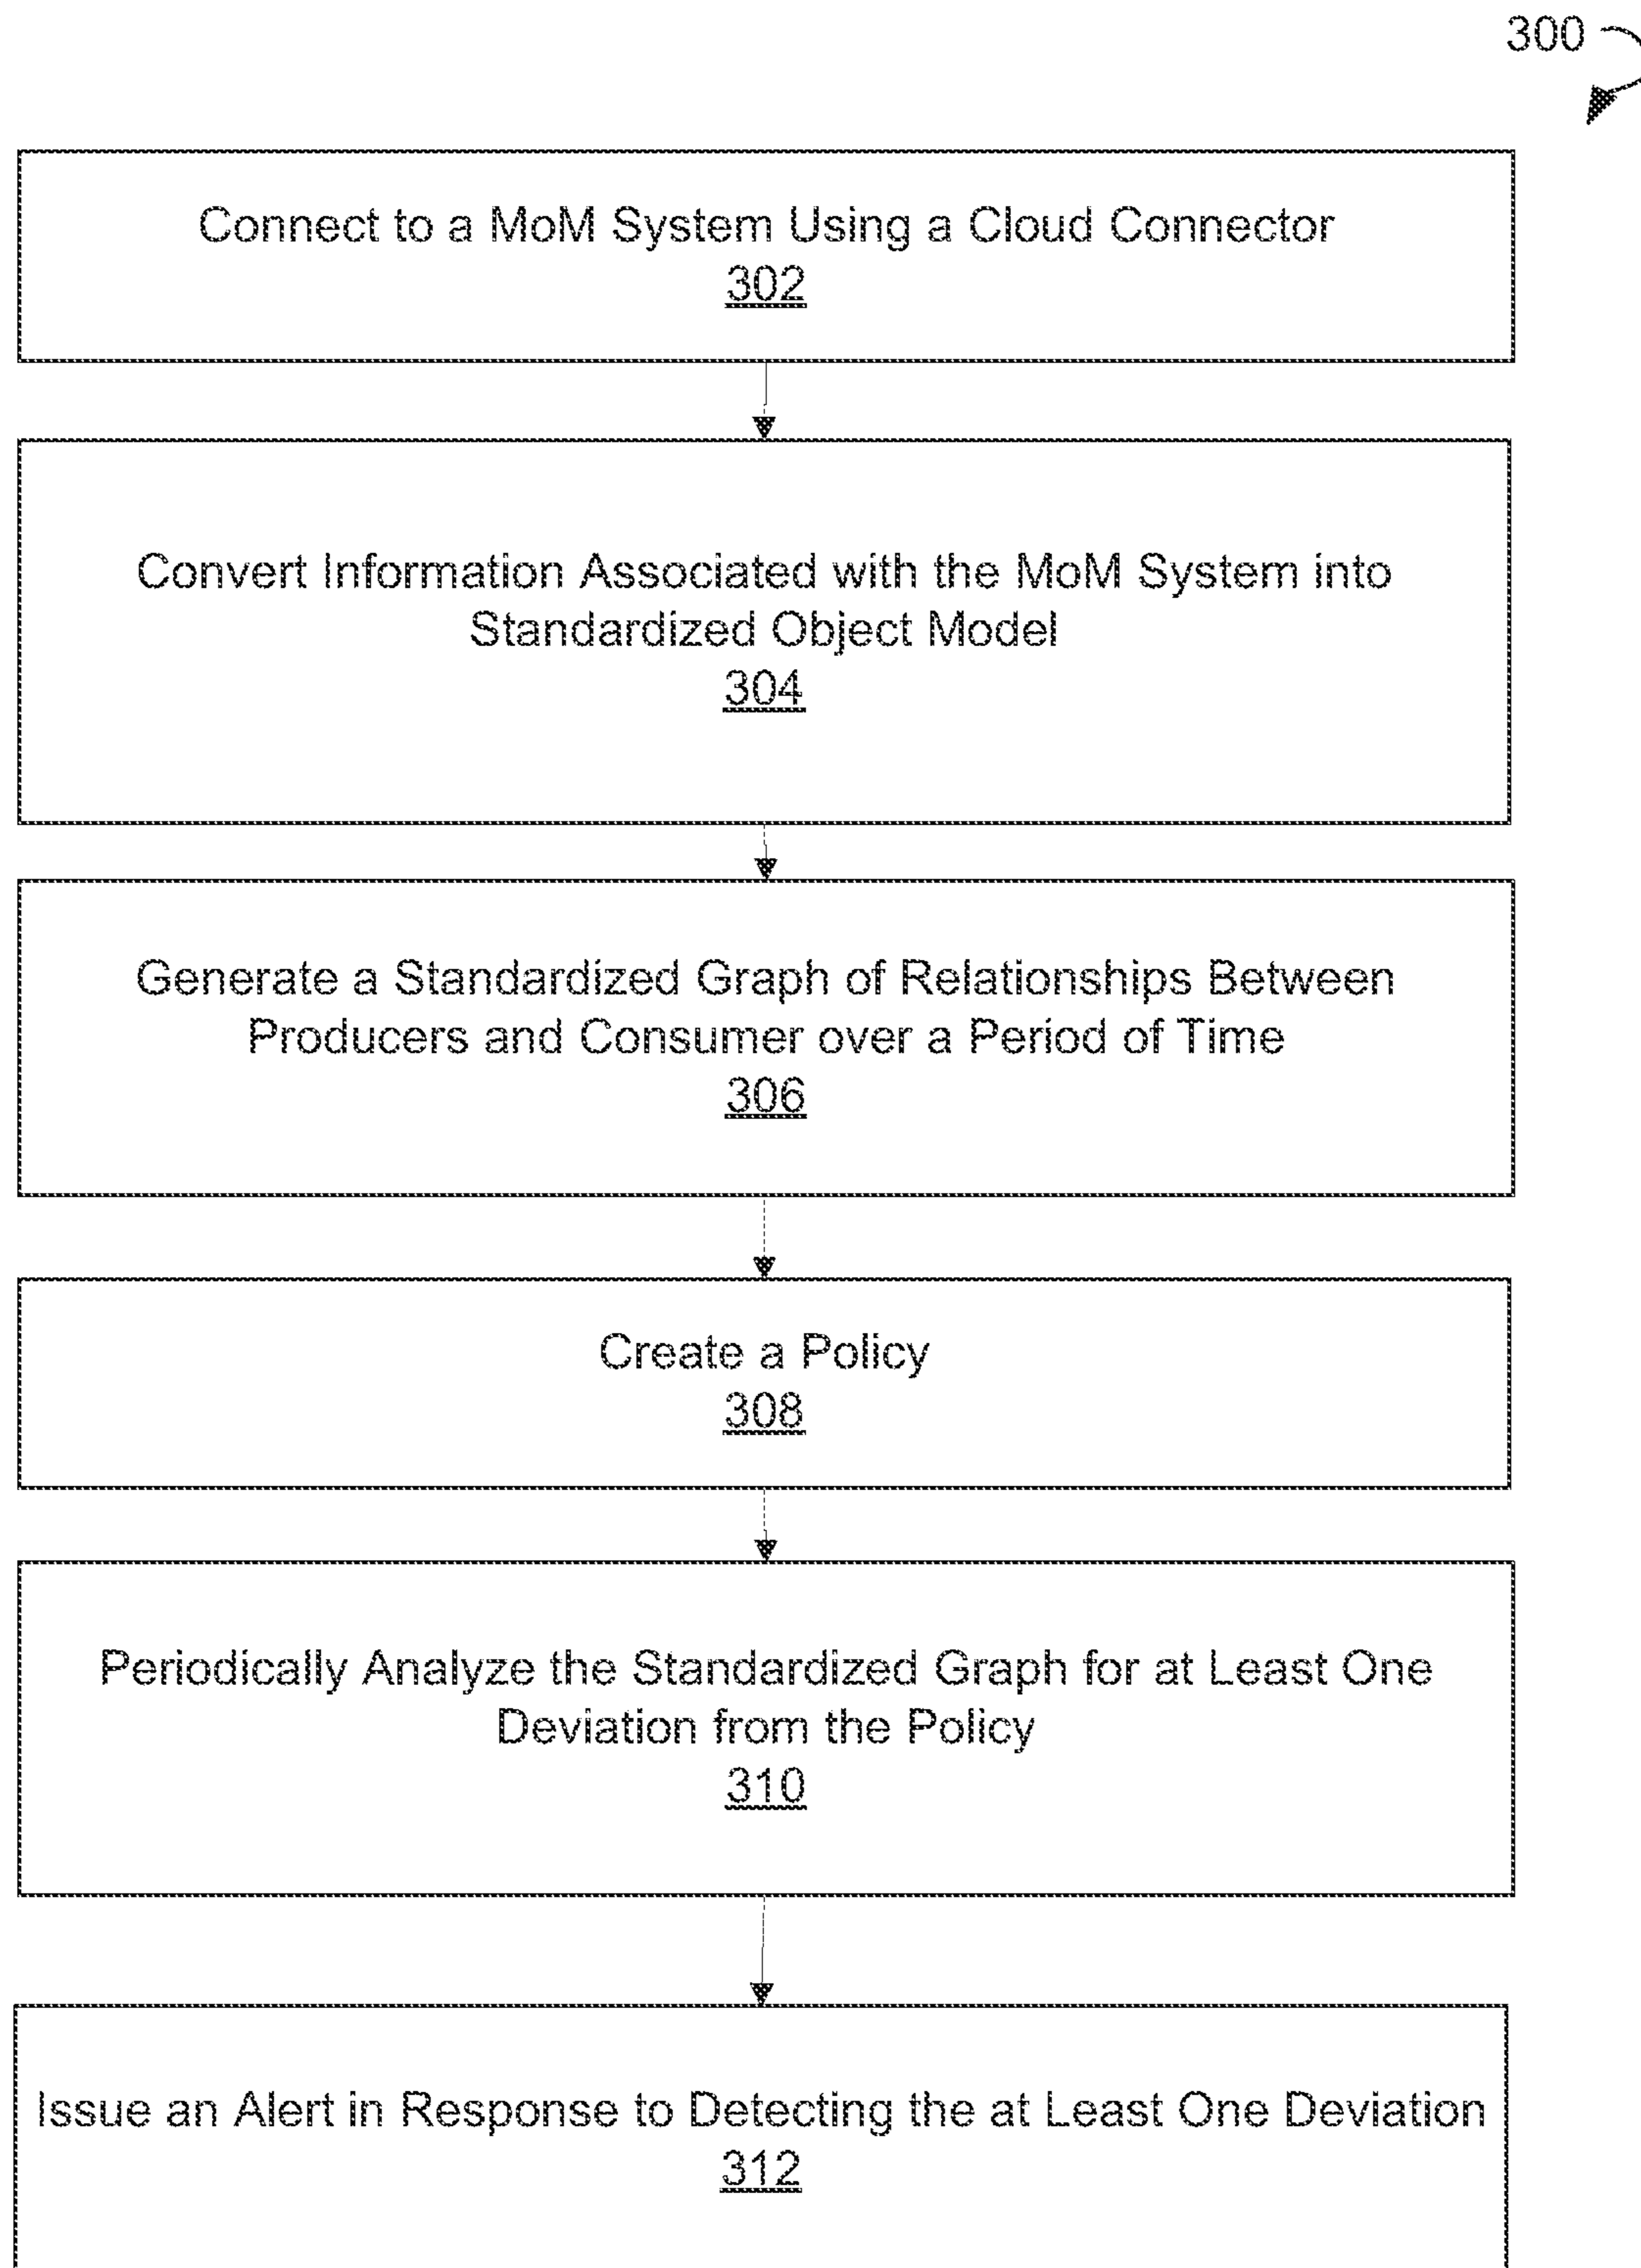 300
Connect to a MoM System Using a Cloud Connector
302
Convert Information Associated with the MoM System into
Standardized Object Model
304
Generate a Standardized Graph of Relationships Between
Producers and Consumer over a Period of Time
306
Create a Policy
308
Periodically Analyze the Standardized Graph for at Least One
Deviation from the Policy
310
Issue an Alert in Response to Detecting the at Least One Deviation
312